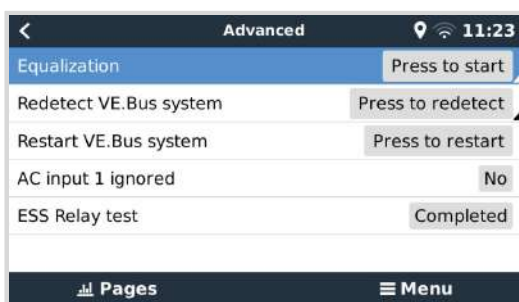 Advanced 11:23
Equalization Press to start
Redetect VE.Bus system Press to redetect
Restart VE.Bus system Press to restart
AC input 1 ignored No
ESS Relay test Completed
Pages Menu